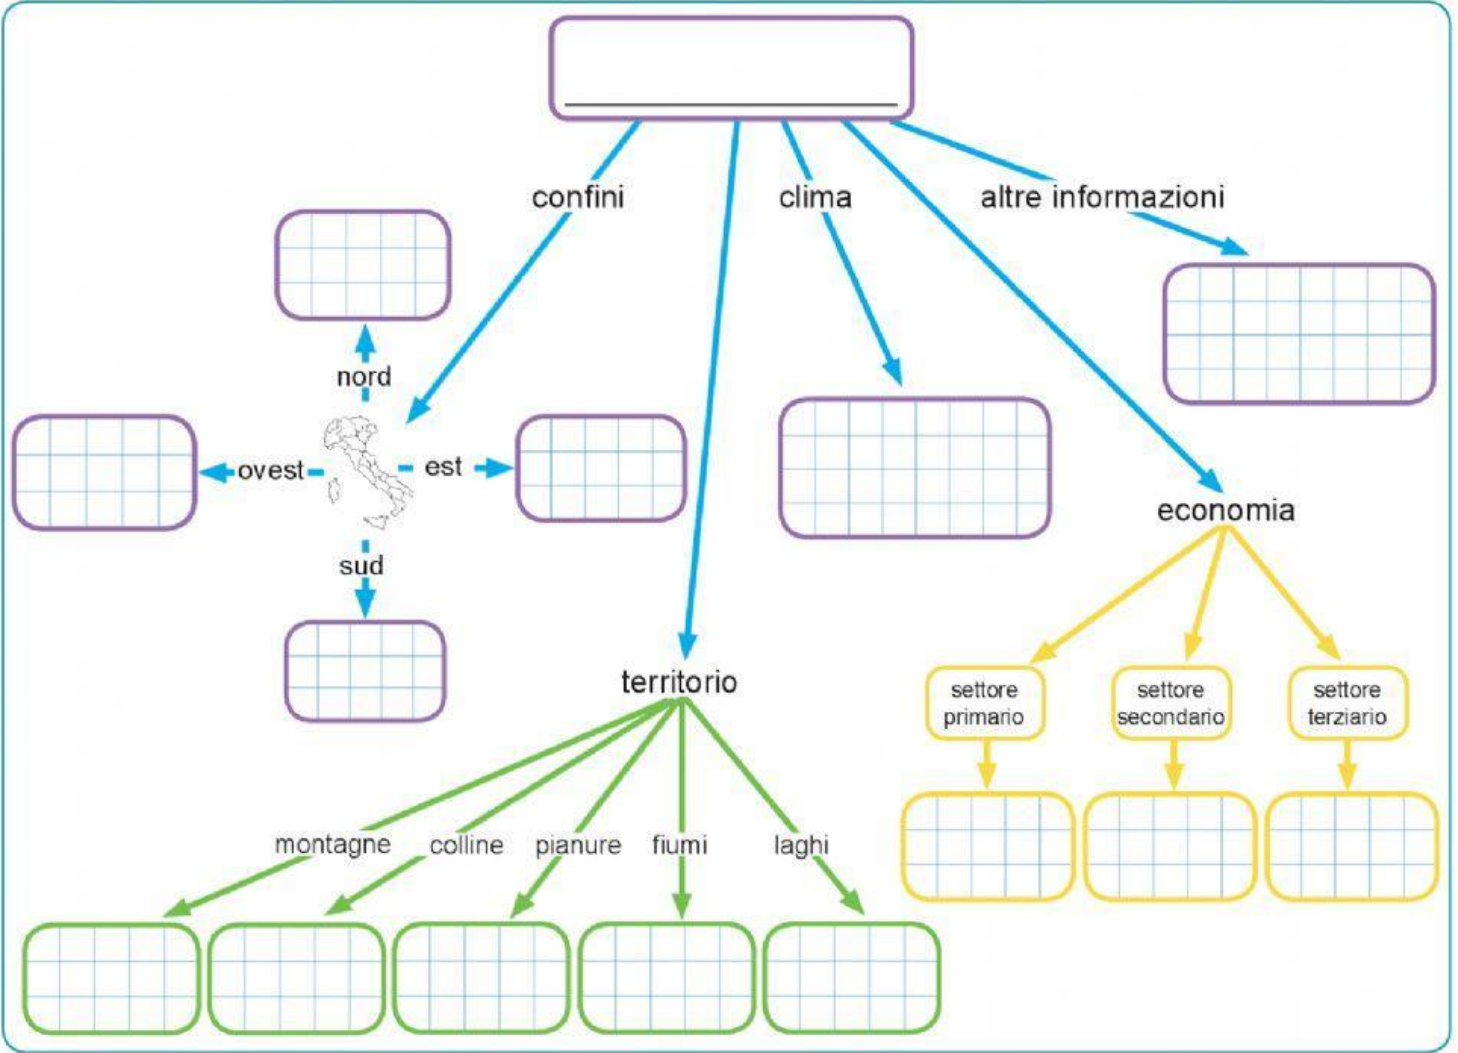 confini
clima
altre informazioni
nord
ovest
est
sud
economia
territorio
settore
primario
settore
secondario
settore
terziario
montagne
colline
pianure
fiumi
laghi